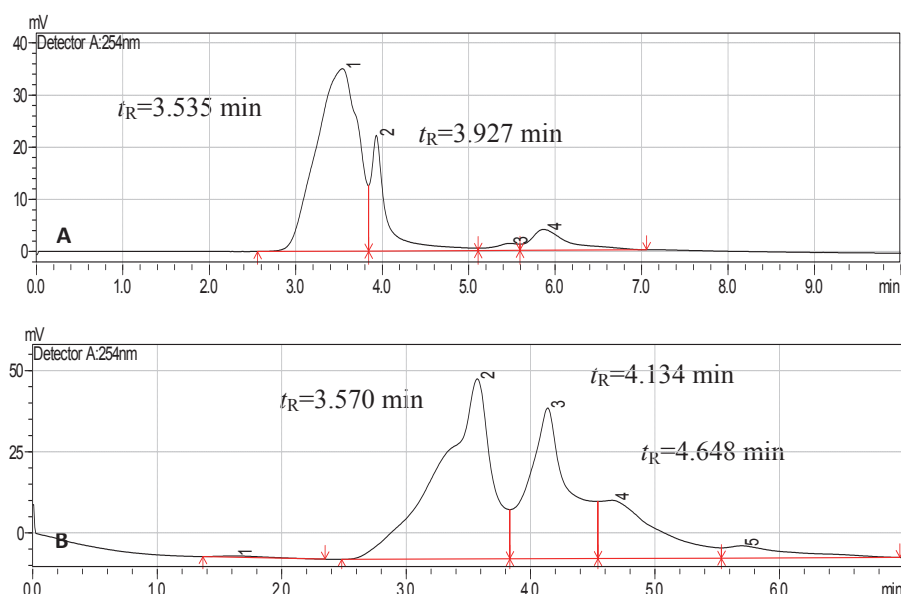 mV
Detector A:254nm
40
30
20
10
0
1
2
3
4
tR=3.535 min
tR=3.927 min
A
0.0 1.0 2.0 3.0 4.0 5.0 6.0 7.0 8.0 9.0 min
mV
Detector A:254nm
50
25
0
1
2
3
4
5
tR=3.570 min
tR=4.134 min
tR=4.648 min
B
0.0 1.0 2.0 3.0 4.0 5.0 6.0 min